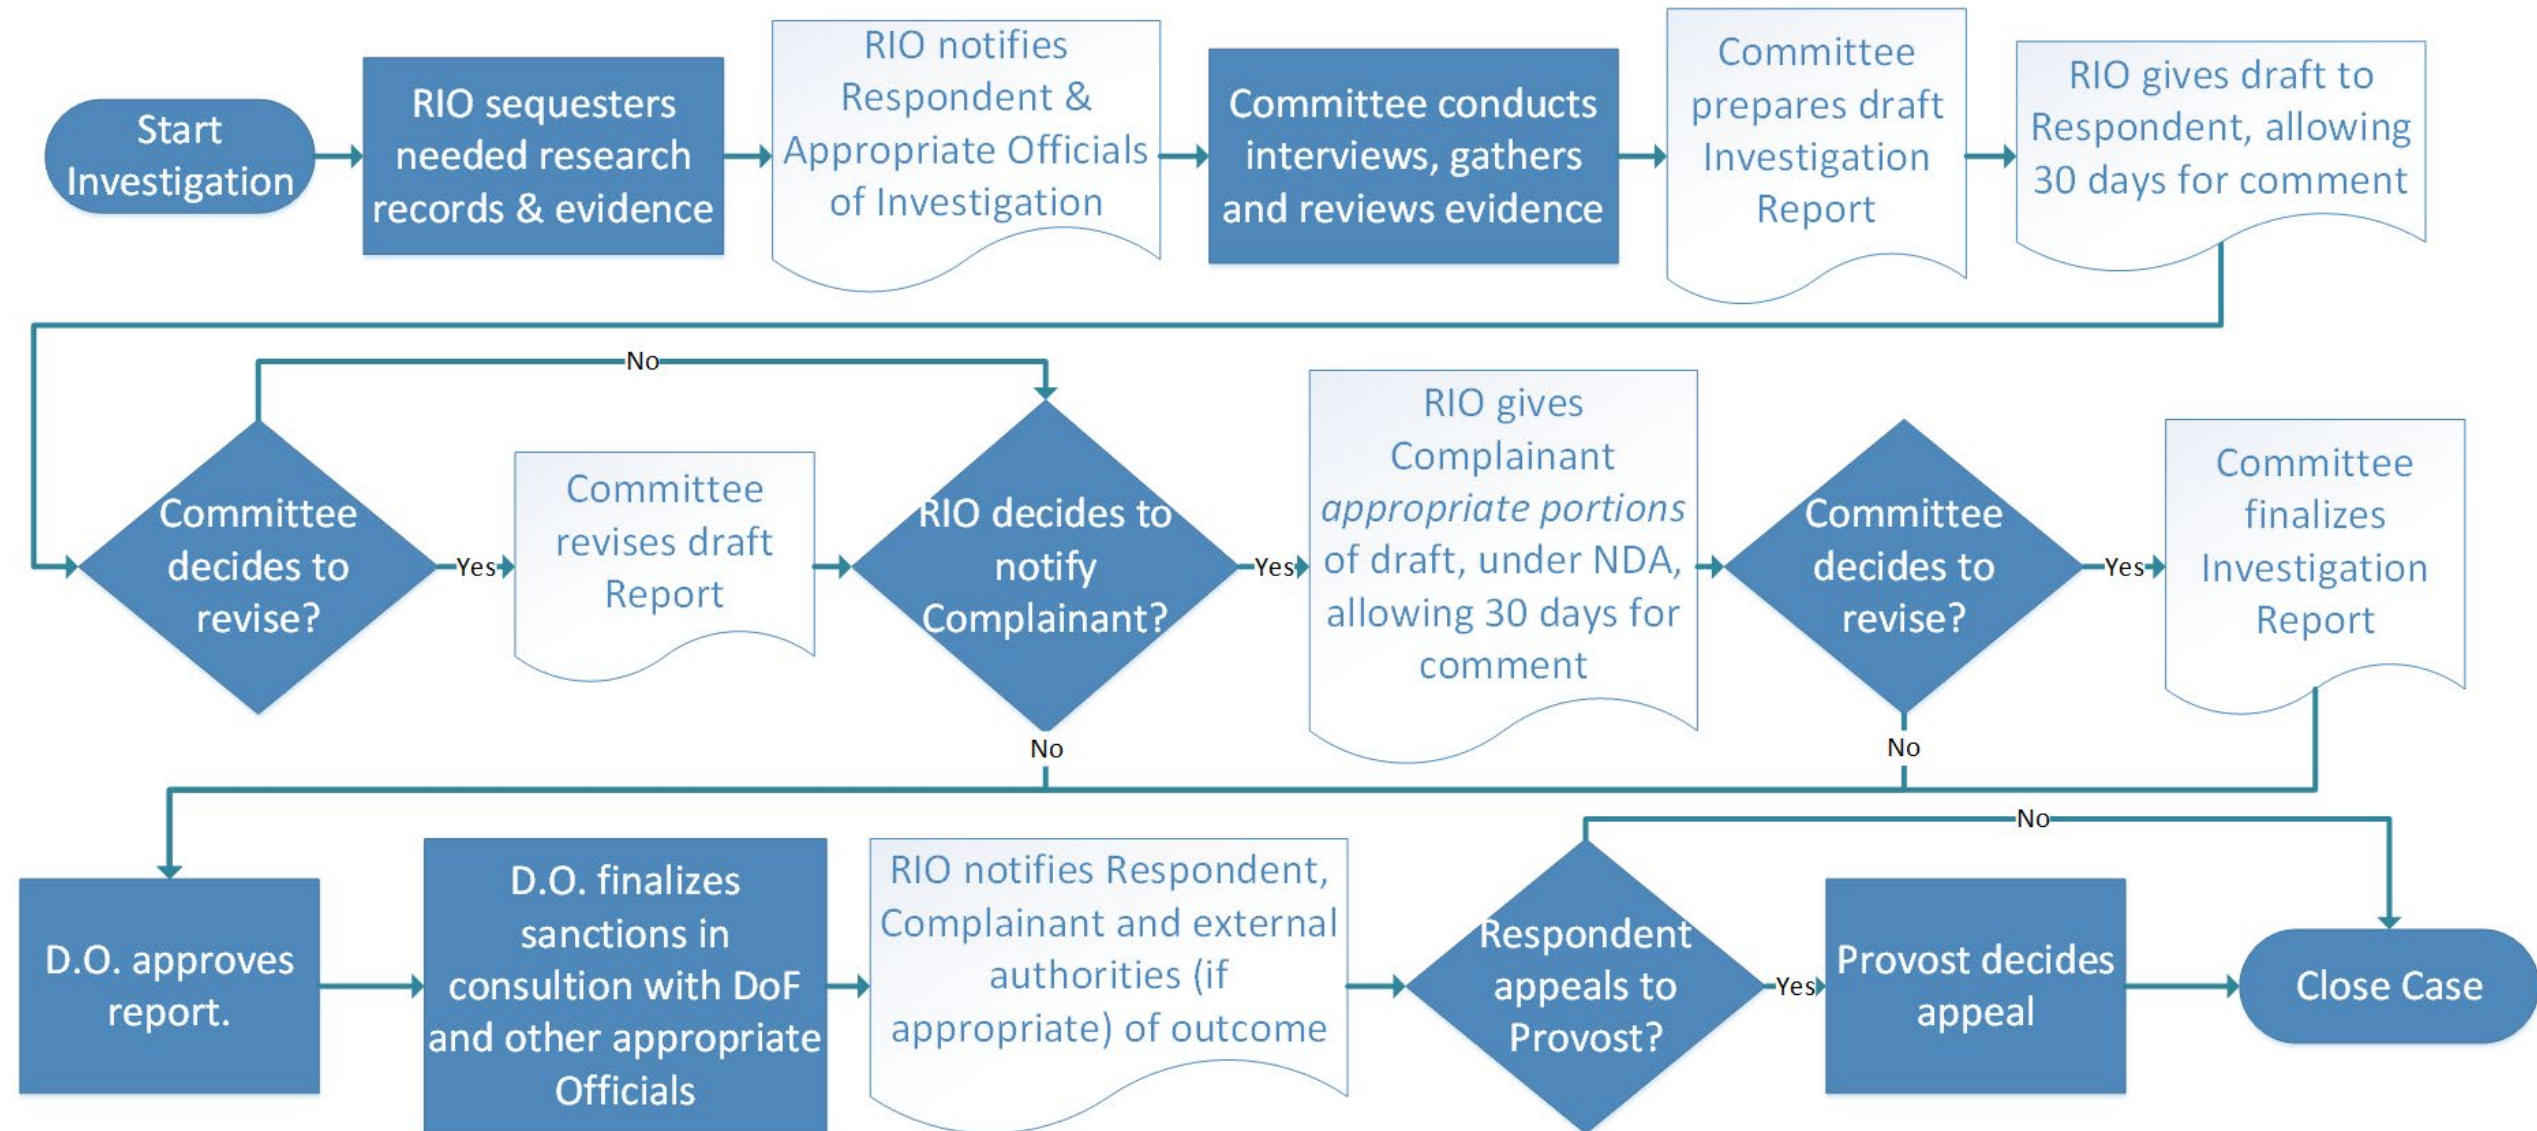 Start
Investigation
RIO sequesters
needed research
records & evidence
RIO notifies
Respondent &
Appropriate Officials
of Investigation
Committee conducts
interviews, gathers
and reviews evidence
Committee
prepares draft
Investigation
Report
RIO gives draft to
Respondent, allowing
30 days for comment
No
Committee
decides to
revise?
Yes
Committee
revises draft
Report
RIO decides to
notify
Complainant?
Yes
RIO gives
Complainant
appropriate portions
of draft, under NDA,
allowing 30 days for
comment
Committee
decides to
revise?
Yes
Committee
finalizes
Investigation
Report
No
No
D.O. approves
report.
D.O. finalizes
sanctions in
consultion with DoF
and other appropriate
Officials
RIO notifies Respondent,
Complainant and external
authorities (if
appropriate) of outcome
Respondent
appeals to
Provost?
No
Yes
Provost decides
appeal
Close Case